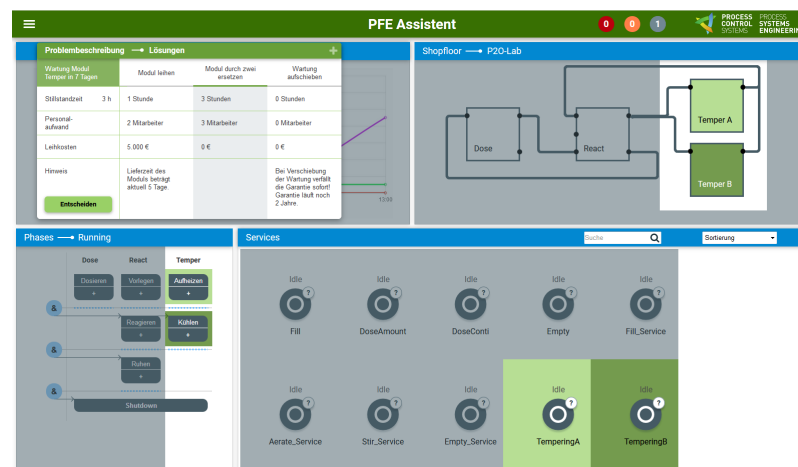 PFE Assistent
0
0
1
PROCESS CONTROL SYSTEMS
PROCESS SYSTEMS ENGINEERIN
Problembeschreibung Lösungen
+
Wartung Modul Temper in 7 Tagen
Modul leihen
Modul durch zwei ersetzen
Wartung aufschieben
Stillstandzeit 3 h
1 Stunde
3 Stunden
0 Stunden
Personal-
aufwand
2 Mitarbeiter
3 Mitarbeiter
0 Mitarbeiter
Leihkosten
5.000 €
0 €
0 €
Hinweis
Lieferzeit des
Moduls beträgt
aktuell 5 Tage.
Bei Verschiebung
der Wartung verfällt
die Garantie sofort!
Garantie läuft noch
2 Jahre.
Entscheiden
13:00
Shopfloor P2O-Lab
Dose
React
Temper A
Temper B
Phases Running
Dose React Temper
Dosieren
+
Vorlegen
+
Aufheizen
+
&
Reagieren
+
Kühlen
+
&
Ruhen
+
&
Shutdown
Services
Suche
Sortierung
Idle Idle Idle Idle Idle
? ? ? ? ?
Fill DoseAmount DoseConti Empty Fill_Service
Idle Idle Idle Idle Idle
? ? ? ? ?
Aerate_Service Stir_Service Empty_Service TemperingA TemperingB